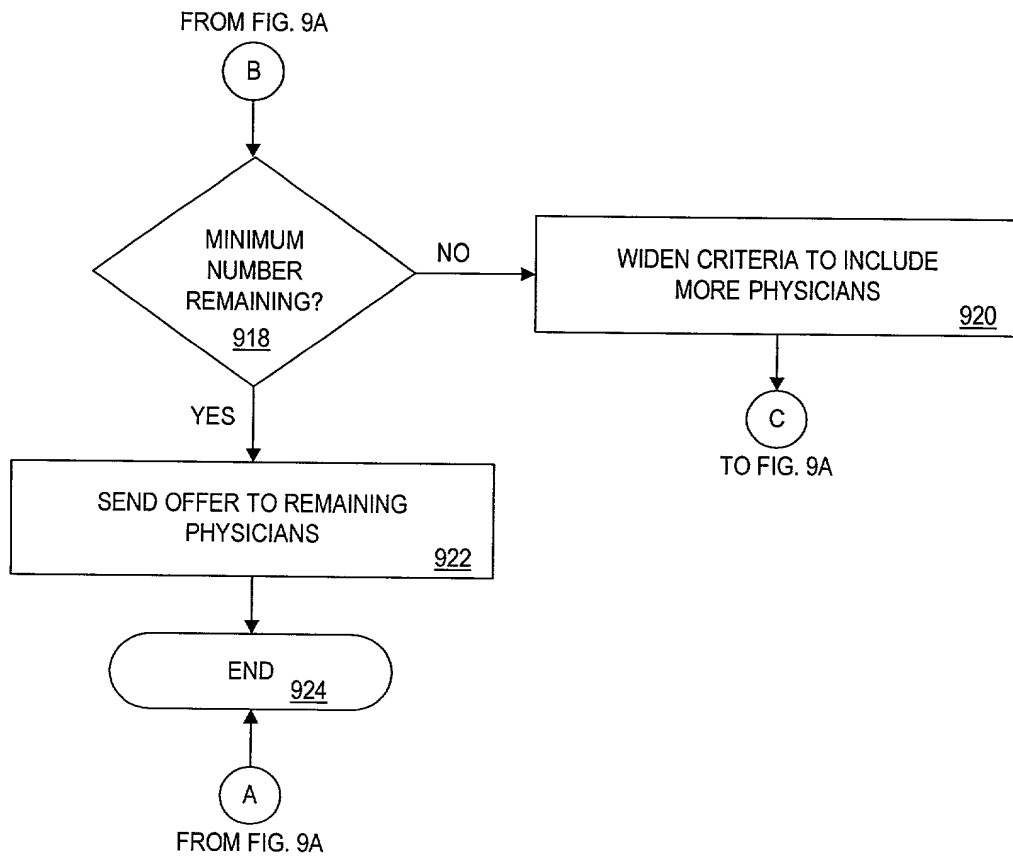 FROM FIG. 9A
B
MINIMUM
NUMBER
REMAINING?
918
NO
WIDEN CRITERIA TO INCLUDE
MORE PHYSICIANS
920
C
TO FIG. 9A
YES
SEND OFFER TO REMAINING
PHYSICIANS
922
END
924
A
FROM FIG. 9A